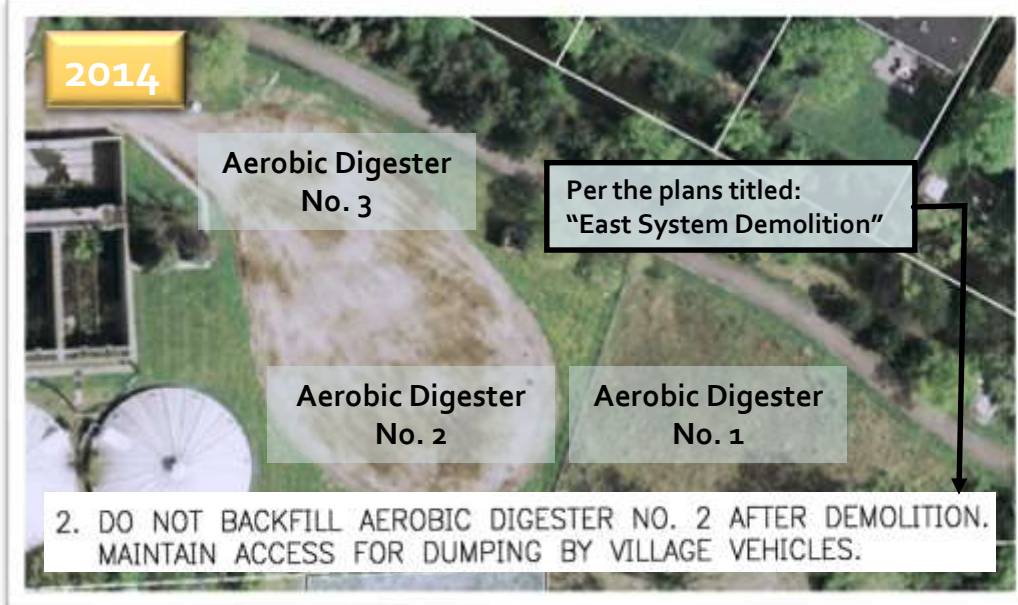 2014
Aerobic Digester
No. 3
Per the plans titled:
“East System Demolition”
Aerobic Digester
No. 2
Aerobic Digester
No. 1
2. DO NOT BACKFILL AEROBIC DIGESTER NO. 2 AFTER DEMOLITION.
MAINTAIN ACCESS FOR DUMPING BY VILLAGE VEHICLES.